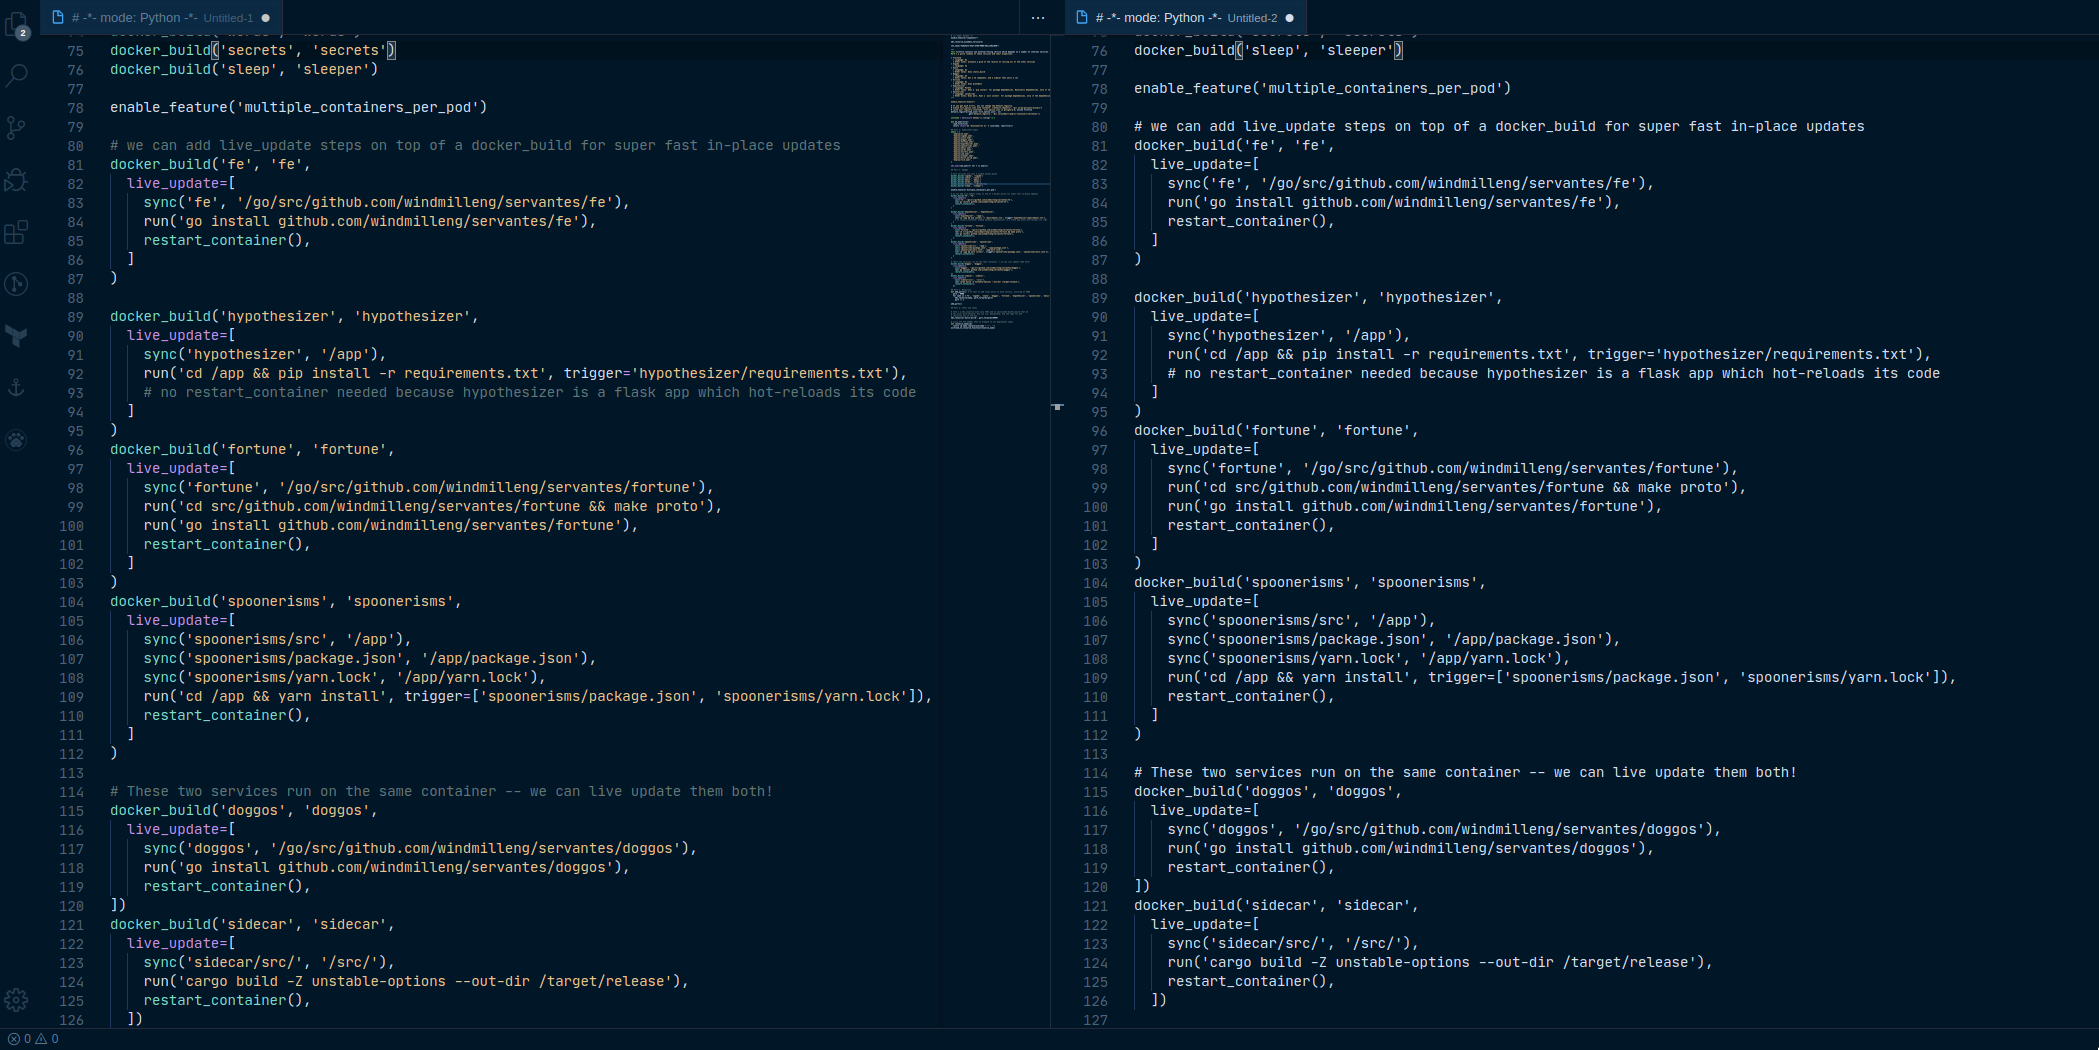 # -*- mode: Python -*- Untitled-1
75 docker_build('secrets', 'secrets')
76 docker_build('sleep', 'sleeper')
77
78 enable_feature('multiple_containers_per_pod')
79
80 # we can add live_update steps on top of a docker_build for super fast in-place updates
81 docker_build('fe', 'fe',
82   live_update=[
83     sync('fe', '/go/src/github.com/windmilleng/servantes/fe'),
84     run('go install github.com/windmilleng/servantes/fe'),
85     restart_container(),
86   ]
87 )
88
89 docker_build('hypothesizer', 'hypothesizer',
90   live_update=[
91     sync('hypothesizer', '/app'),
92     run('cd /app && pip install -r requirements.txt', trigger='hypothesizer/requirements.txt'),
93     # no restart_container needed because hypothesizer is a flask app which hot-reloads its code
94   ]
95 )
96 docker_build('fortune', 'fortune',
97   live_update=[
98     sync('fortune', '/go/src/github.com/windmilleng/servantes/fortune'),
99     run('cd src/github.com/windmilleng/servantes/fortune && make proto'),
100     run('go install github.com/windmilleng/servantes/fortune'),
101     restart_container(),
102   ]
103 )
104 docker_build('spoonerisms', 'spoonerisms',
105   live_update=[
106     sync('spoonerisms/src', '/app'),
107     sync('spoonerisms/package.json', '/app/package.json'),
108     sync('spoonerisms/yarn.lock', '/app/yarn.lock'),
109     run('cd /app && yarn install', trigger=['spoonerisms/package.json', 'spoonerisms/yarn.lock']),
110     restart_container(),
111   ]
112 )
113
114 # These two services run on the same container -- we can live update them both!
115 docker_build('doggos', 'doggos',
116   live_update=[
117     sync('doggos', '/go/src/github.com/windmilleng/servantes/doggos'),
118     run('go install github.com/windmilleng/servantes/doggos'),
119     restart_container(),
120 ])
121 docker_build('sidecar', 'sidecar',
122   live_update=[
123     sync('sidecar/src/', '/src/'),
124     run('cargo build -Z unstable-options --out-dir /target/release'),
125     restart_container(),
126   ])
# -*- mode: Python -*- Untitled-2
76 docker_build('sleep', 'sleeper')
77
78 enable_feature('multiple_containers_per_pod')
79
80 # we can add live_update steps on top of a docker_build for super fast in-place updates
81 docker_build('fe', 'fe',
82   live_update=[
83     sync('fe', '/go/src/github.com/windmilleng/servantes/fe'),
84     run('go install github.com/windmilleng/servantes/fe'),
85     restart_container(),
86   ]
87 )
88
89 docker_build('hypothesizer', 'hypothesizer',
90   live_update=[
91     sync('hypothesizer', '/app'),
92     run('cd /app && pip install -r requirements.txt', trigger='hypothesizer/requirements.txt'),
93     # no restart_container needed because hypothesizer is a flask app which hot-reloads its code
94   ]
95 )
96 docker_build('fortune', 'fortune',
97   live_update=[
98     sync('fortune', '/go/src/github.com/windmilleng/servantes/fortune'),
99     run('cd src/github.com/windmilleng/servantes/fortune && make proto'),
100     run('go install github.com/windmilleng/servantes/fortune'),
101     restart_container(),
102   ]
103 )
104 docker_build('spoonerisms', 'spoonerisms',
105   live_update=[
106     sync('spoonerisms/src', '/app'),
107     sync('spoonerisms/package.json', '/app/package.json'),
108     sync('spoonerisms/yarn.lock', '/app/yarn.lock'),
109     run('cd /app && yarn install', trigger=['spoonerisms/package.json', 'spoonerisms/yarn.lock']),
110     restart_container(),
111   ]
112 )
113
114 # These two services run on the same container -- we can live update them both!
115 docker_build('doggos', 'doggos',
116   live_update=[
117     sync('doggos', '/go/src/github.com/windmilleng/servantes/doggos'),
118     run('go install github.com/windmilleng/servantes/doggos'),
119     restart_container(),
120 ])
121 docker_build('sidecar', 'sidecar',
122   live_update=[
123     sync('sidecar/src/', '/src/'),
124     run('cargo build -Z unstable-options --out-dir /target/release'),
125     restart_container(),
126   ])
127
2
0 0